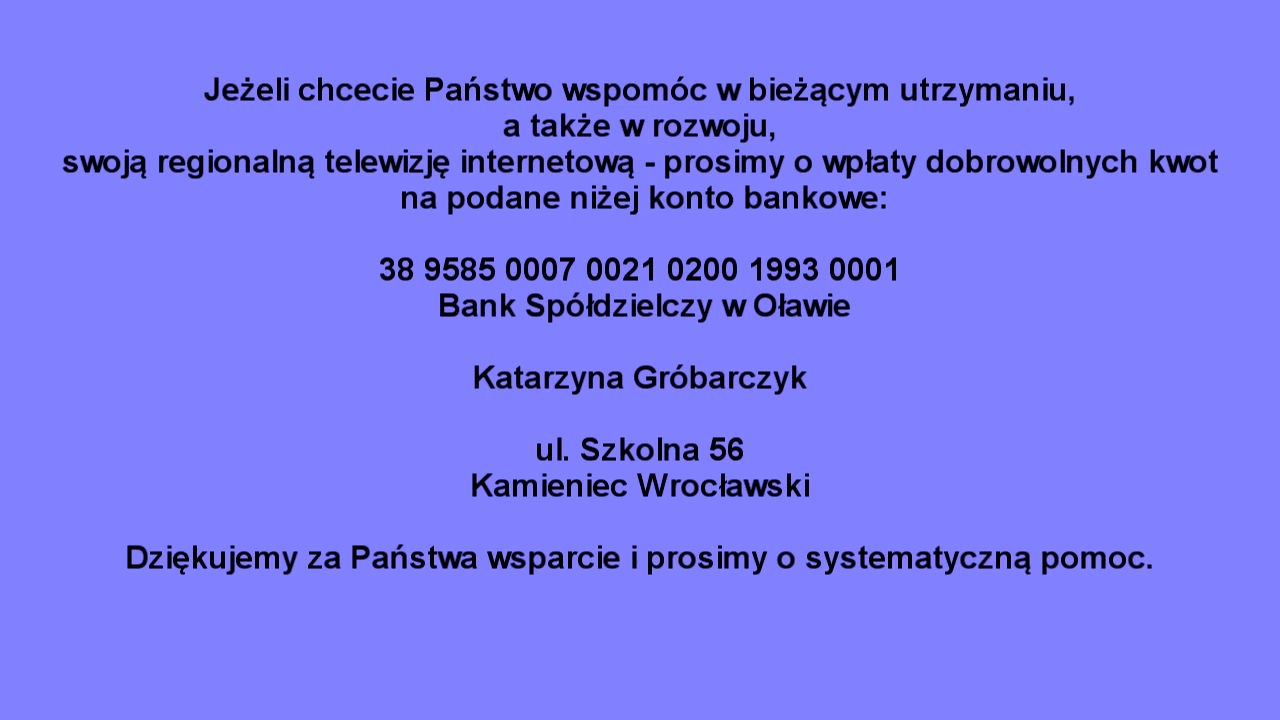 Jeżeli chcecie Państwo wspomóc w bieżącym utrzymaniu,
a także w rozwoju,
swoją regionalną telewizję internetową - prosimy o wpłaty dobrowolnych kwot
na podane niżej konto bankowe:
38 9585 0007 0021 0200 1993 0001
Bank Spółdzielczy w Oławie
Katarzyna Gróbarczyk
ul. Szkolna 56
Kamieniec Wrocławski
Dziękujemy za Państwa wsparcie i prosimy o systematyczną pomoc.